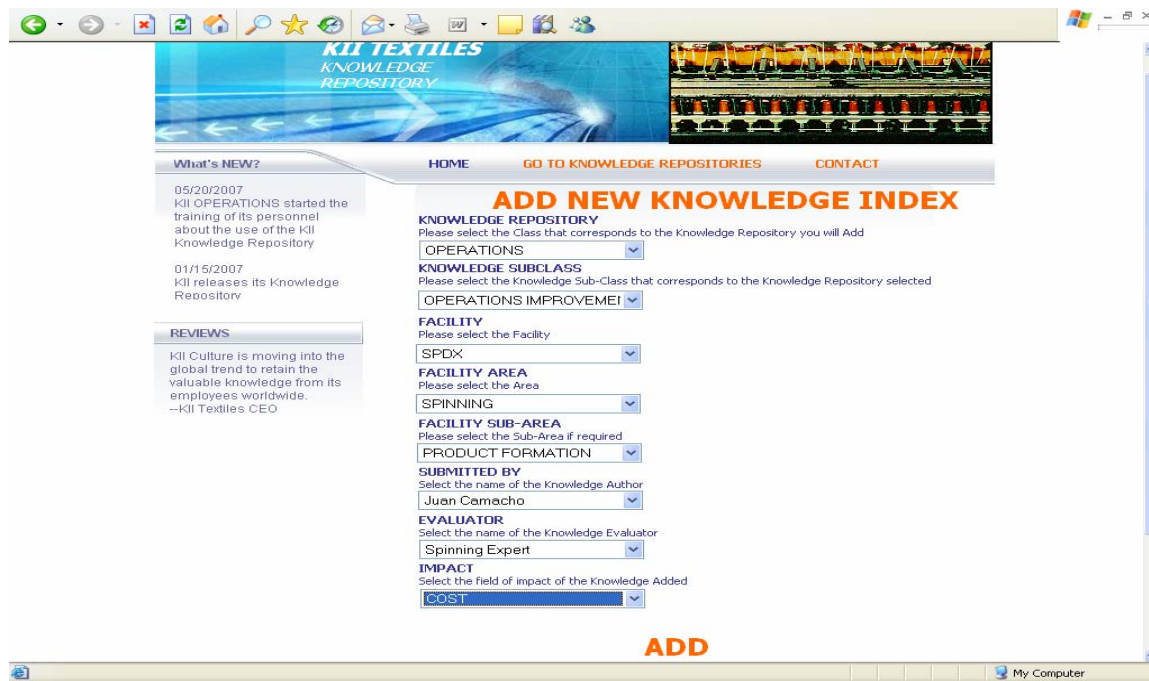 KII TEXTILES
KNOWLEDGE
REPOSITORY
What's NEW?
HOME GO TO KNOWLEDGE REPOSITORIES CONTACT
05/20/2007
KII OPERATIONS started the
training of its personnel
about the use of the KII
Knowledge Repository
01/15/2007
KII releases its Knowledge
Repository
REVIEWS
KII Culture is moving into the
global trend to retain the
valuable knowledge from its
employees worldwide.
--KII Textiles CEO
ADD NEW KNOWLEDGE INDEX
KNOWLEDGE REPOSITORY
Please select the Class that corresponds to the Knowledge Repository you will Add
OPERATIONS
KNOWLEDGE SUBCLASS
Please select the Knowledge Sub-Class that corresponds to the Knowledge Repository selected
OPERATIONS IMPROVEMEI
FACILITY
Please select the Facility
SPDX
FACILITY AREA
Please select the Area
SPINNING
FACILITY SUB-AREA
Please select the Sub-Area if required
PRODUCT FORMATION
SUBMITTED BY
Select the name of the Knowledge Author
Juan Camacho
EVALUATOR
Select the name of the Knowledge Evaluator
Spinning Expert
IMPACT
Select the field of impact of the Knowledge Added
COST
ADD
My Computer